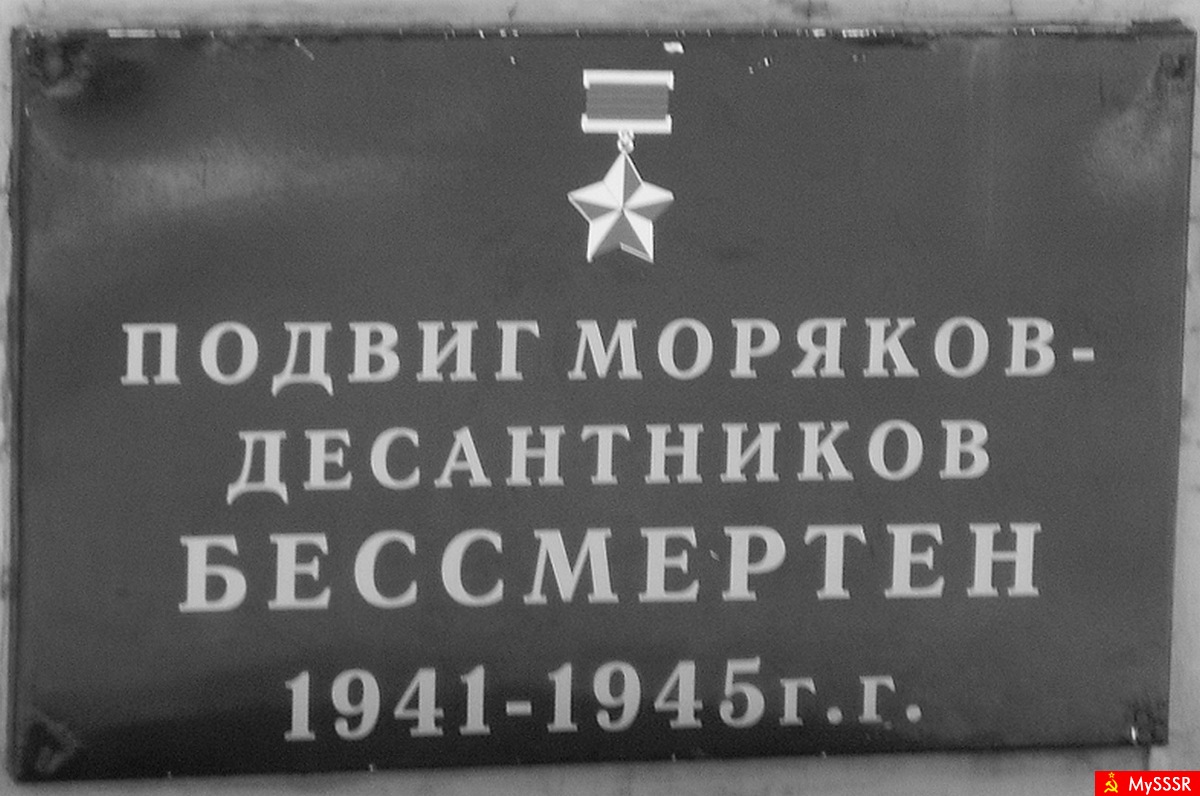 ПОДВИГ МОРЯКОВ-
ДЕСАНТНИКОВ
БЕССМЕРТЕН
1941-1945г.г.
MySSSR